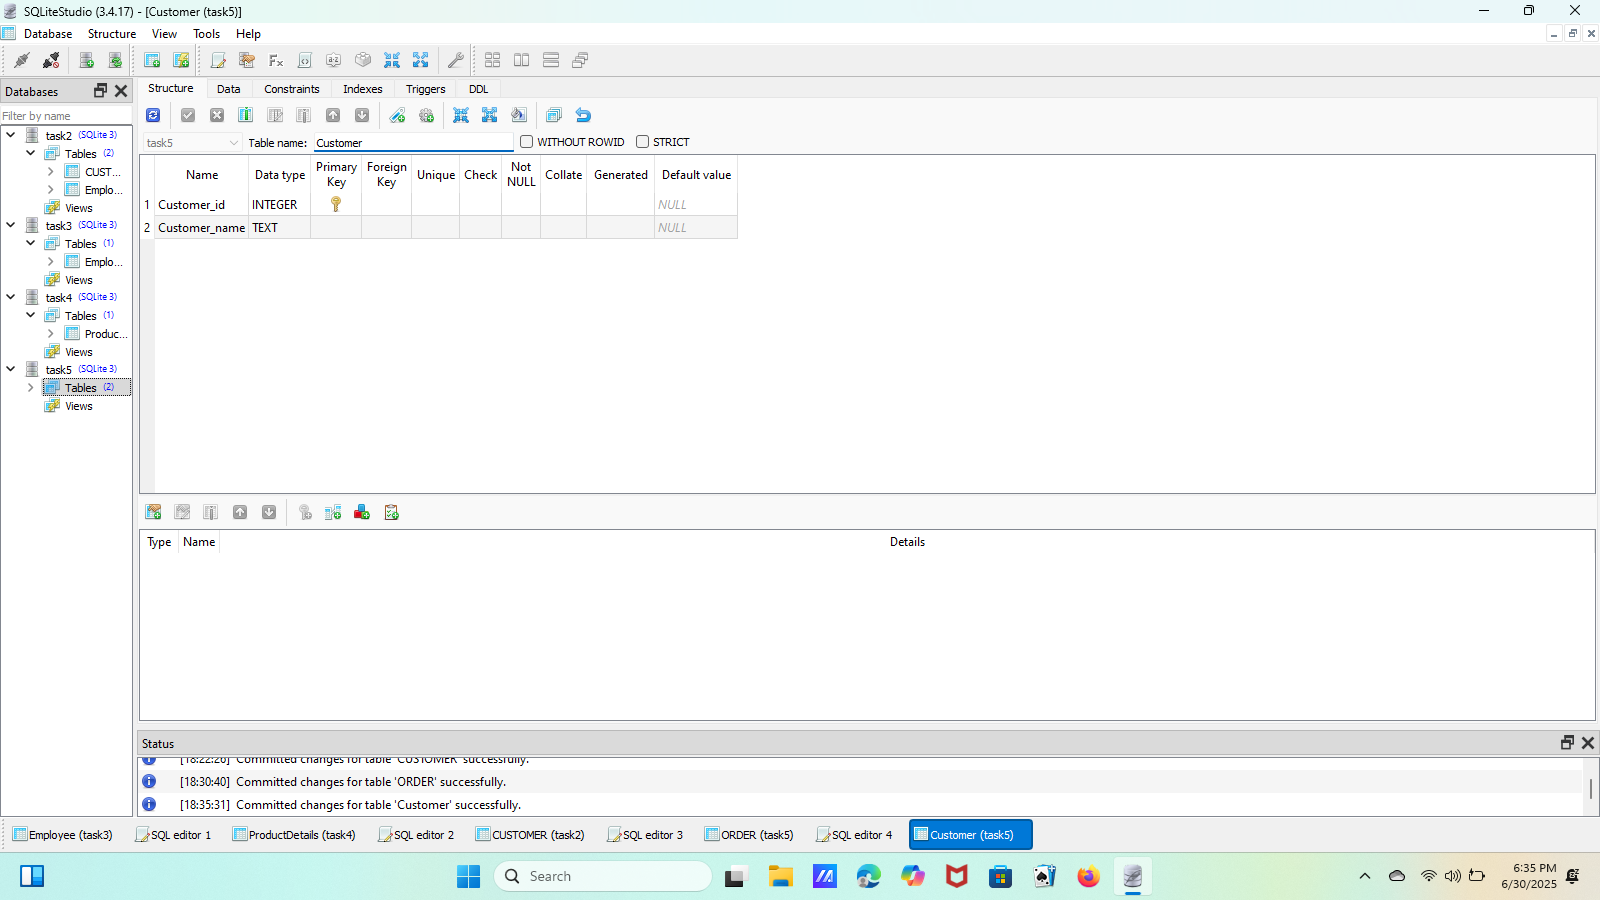 SQLiteStudio (3.4.17) - [Customer (task5)]
Database Structure View Tools Help
Databases
Filter by name
task2 (SQLite 3)
Tables (2)
CUST...
Emplo...
Views
task3 (SQLite 3)
Tables (1)
Emplo...
Views
task4 (SQLite 3)
Tables (1)
Produc...
Views
task5 (SQLite 3)
Tables (2)
Views
Structure Data Constraints Indexes Triggers DDL
task5 Table name: Customer WITHOUT ROWID STRICT
Name Data type Primary Key Foreign Key Unique Check Not NULL Collate Generated Default value
1 Customer_id INTEGER NULL
2 Customer_name TEXT NULL
Type Name Details
Status
[18:22:26] Committed changes for table 'CUSTOMER' successfully.
[18:30:40] Committed changes for table 'ORDER' successfully.
[18:35:31] Committed changes for table 'Customer' successfully.
Employee (task3) SQL editor 1 ProductDetails (task4) SQL editor 2 CUSTOMER (task2) SQL editor 3 ORDER (task5) SQL editor 4 Customer (task5)
Search
6:35 PM
6/30/2025